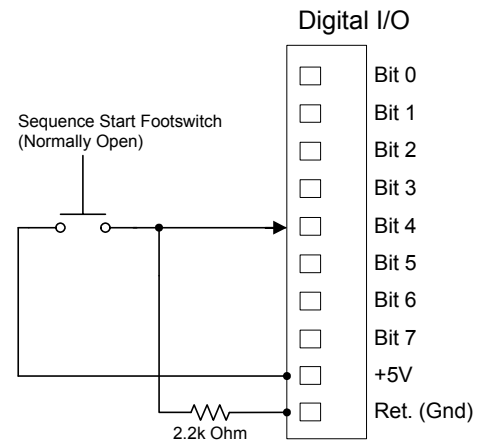 Digital I/O
Bit 0
Bit 1
Sequence Start Footswitch
(Normally Open)
Bit 2
Bit 3
Bit 4
Bit 5
Bit 6
Bit 7
+5V
Ret. (Gnd)
2.2k Ohm